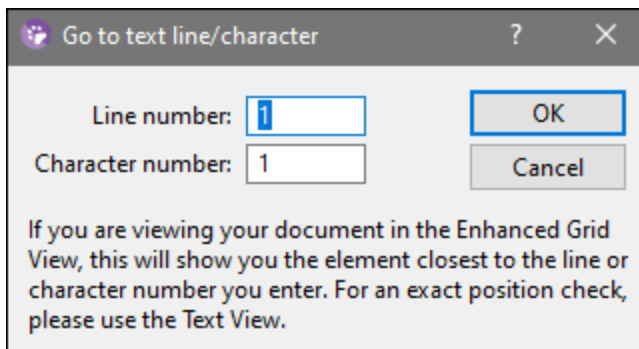 Go to text line/character ? ×
Line number: 1 OK
Character number: 1 Cancel
If you are viewing your document in the Enhanced Grid
View, this will show you the element closest to the line or
character number you enter. For an exact position check,
please use the Text View.